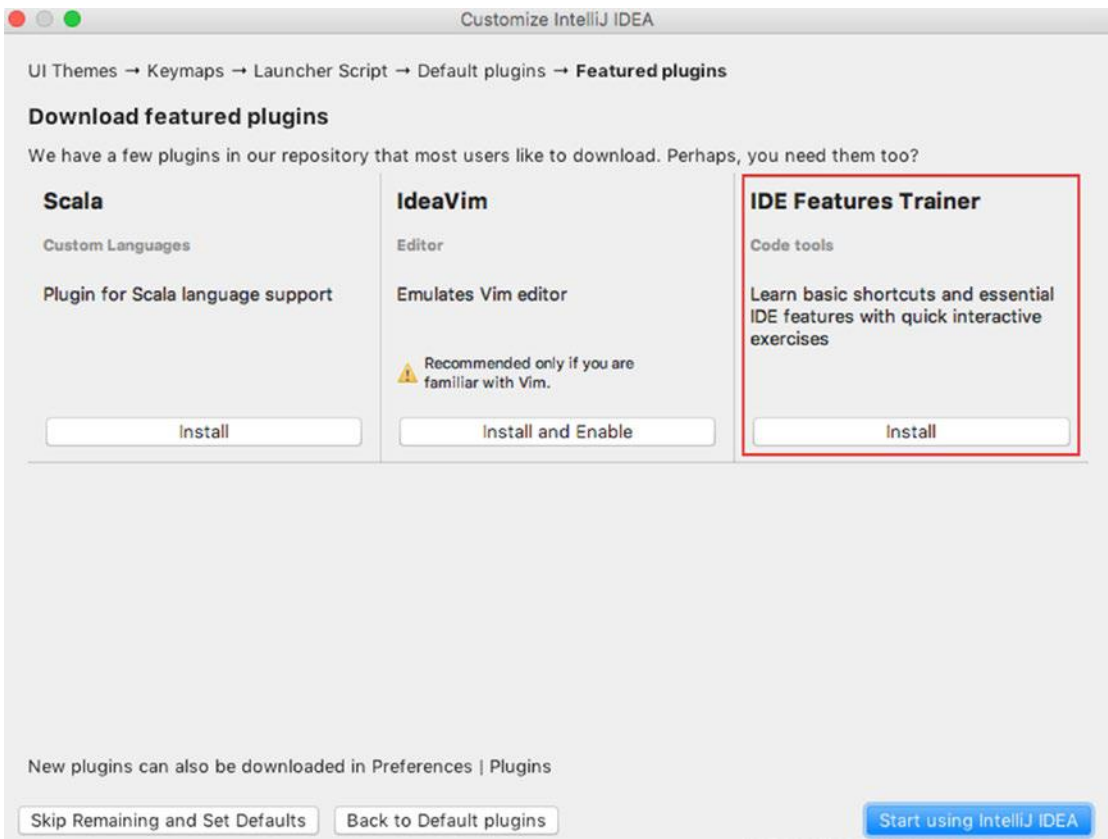 Customize IntelliJ IDEA
UI Themes → Keymaps → Launcher Script → Default plugins → Featured plugins
Download featured plugins
We have a few plugins in our repository that most users like to download. Perhaps, you need them too?
Scala
Custom Languages
Plugin for Scala language support
Install
IdeaVim
Editor
Emulates Vim editor
Recommended only if you are
familiar with Vim.
Install and Enable
IDE Features Trainer
Code tools
Learn basic shortcuts and essential
IDE features with quick interactive
exercises
Install
New plugins can also be downloaded in Preferences | Plugins
Skip Remaining and Set Defaults
Back to Default plugins
Start using IntelliJ IDEA